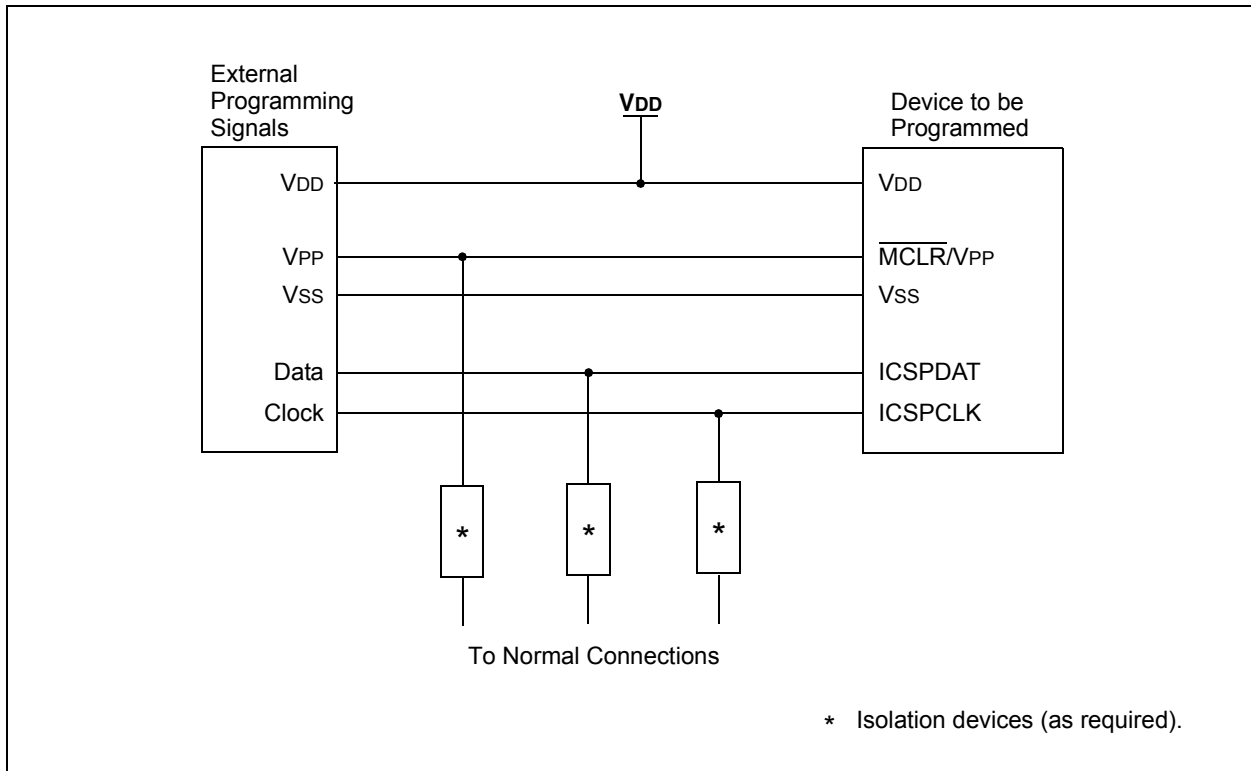 External
Programming
Signals
VDD
Device to be
Programmed
VDD
VDD
VPP
MCLR/VPP
VSS
VSS
Data
ICSPDAT
Clock
ICSPCLK
*
*
*
To Normal Connections
* Isolation devices (as required).